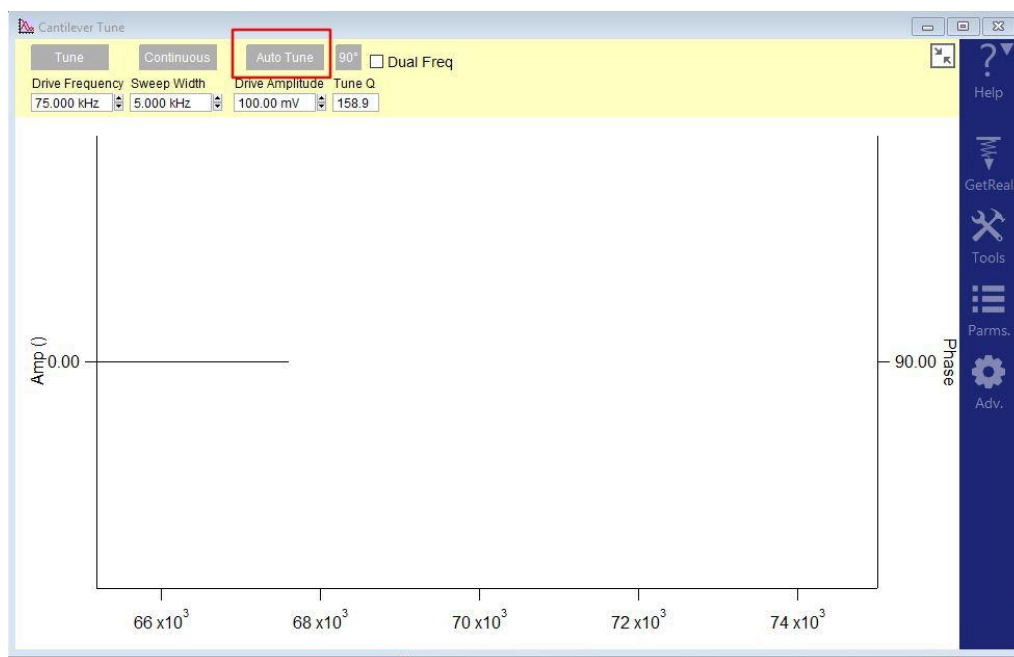 Cantilever Tune
Tune Continuous Auto Tune 90° Dual Freq
Drive Frequency Sweep Width Drive Amplitude Tune Q
75.000 kHz 5.000 kHz 100.00 mV 158.9
?
Help
GetReal
Tools
Parms.
Adv.
Amp ()
0.00
90.00
Phase
66 x10³ 68 x10³ 70 x10³ 72 x10³ 74 x10³